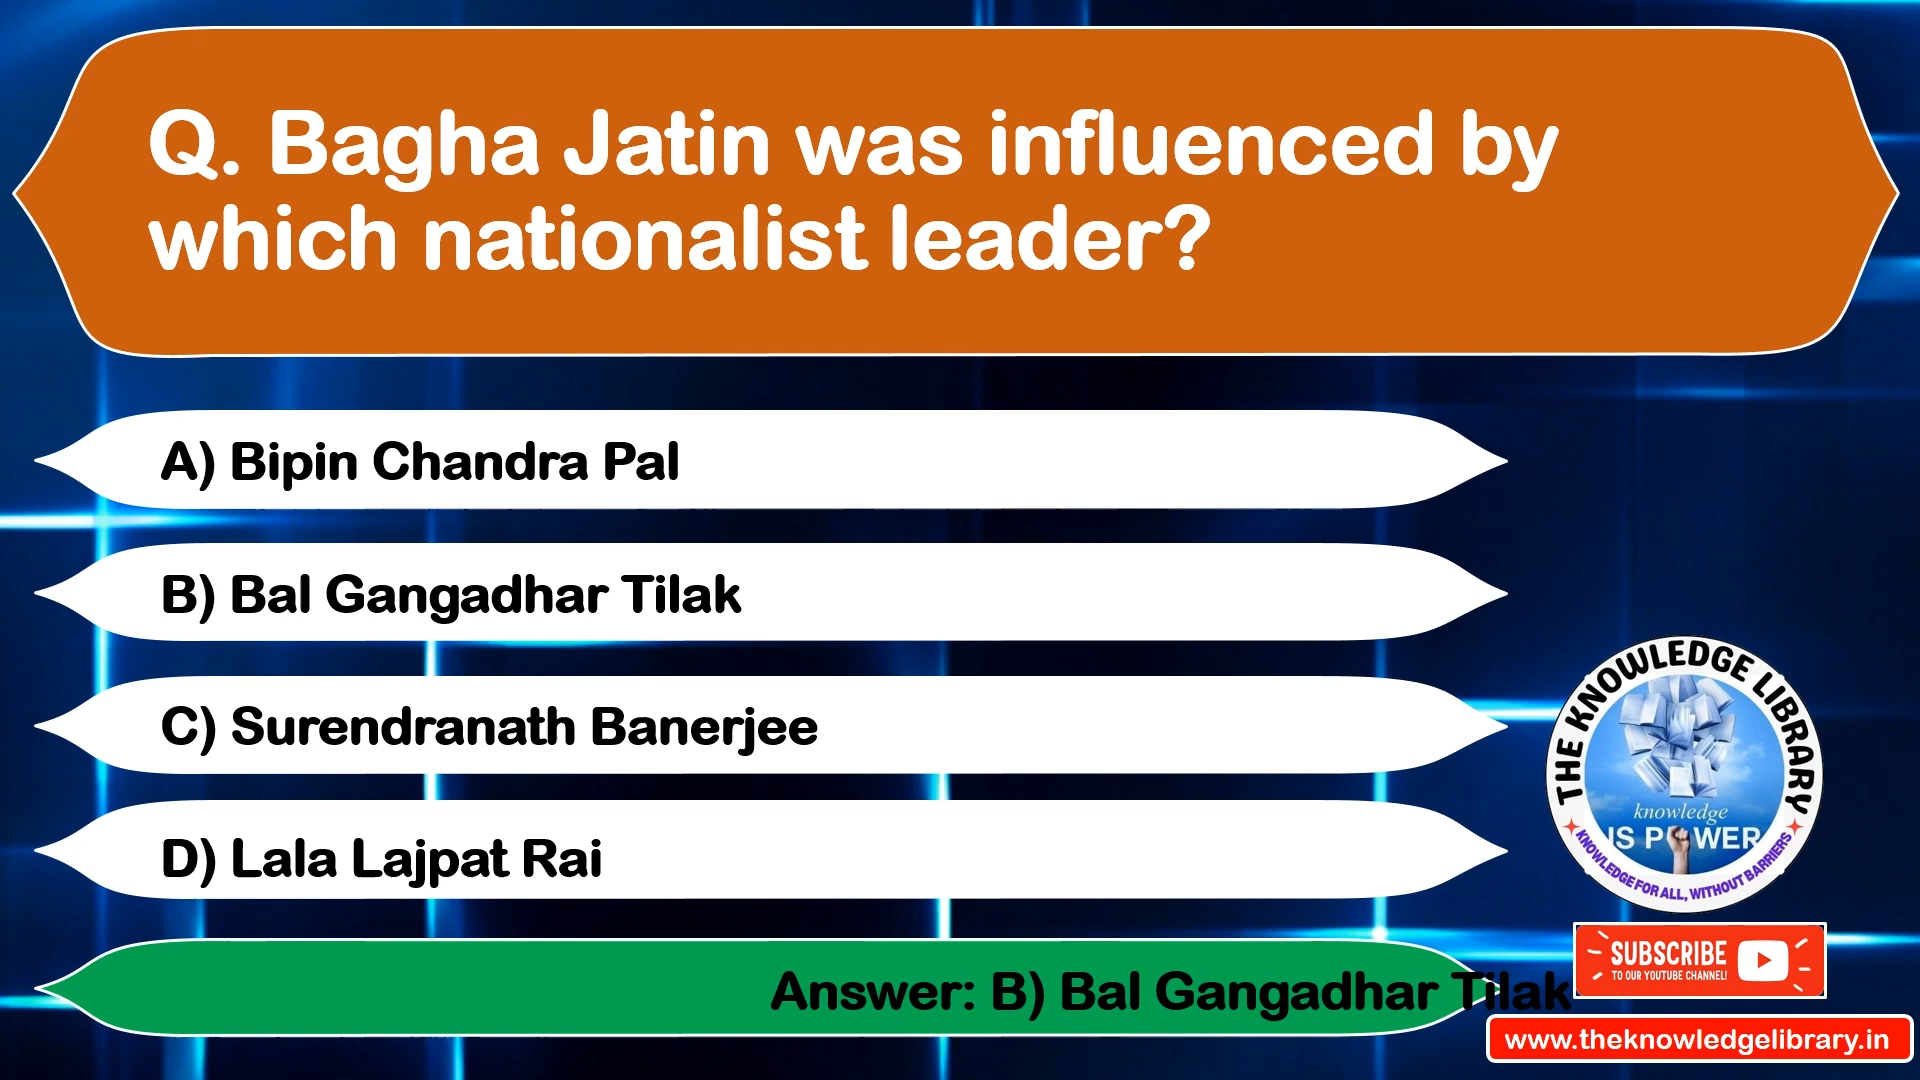 Q. Bagha Jatin was influenced by
which nationalist leader?
A) Bipin Chandra Pal
B) Bal Gangadhar Tilak
C) Surendranath Banerjee
D) Lala Lajpat Rai
Answer: B) Bal Gangadhar Tilak
THE KNOWLEDGE LIBRARY
knowledge
IS POWER
KNOWLEDGE FOR ALL, WITHOUT BARRIERS
SUBSCRIBE
TO OUR YOUTUBE CHANNEL!
www.theknowledgelibrary.in